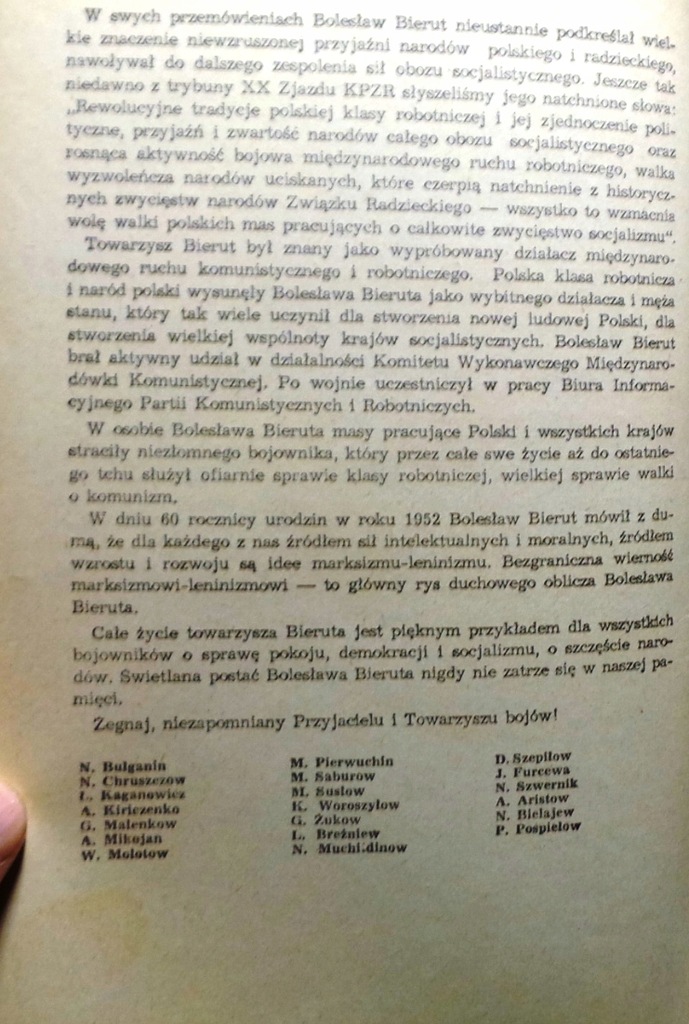 W swych przemówieniach Bolesław Bierut nieustannie podkreślał wiel-
kie znaczenie niewzruszonej przyjaźni narodów polskiego i radzieckiego,
nawoływał do dalszego zespolenia sił obozu socjalistycznego. Jeszcze tak
niedawno z trybuny XX Zjazdu KPZR słyszeliśmy jego natchnione słowa:
„Rewolucyjne tradycje polskiej klasy robotniczej i jej zjednoczenie poli-
tyczne, przyjaźń i zwartość narodów całego obozu socjalistycznego oraz
rosnąca aktywność bojowa międzynarodowego ruchu robotniczego, walka
wyzwoleńcza narodów uciskanych, które czerpią natchnienie z historycz-
nych zwycięstw narodów Związku Radzieckiego — wszystko to wzmacnia
wolę walki polskich mas pracujących o całkowite zwycięstwo socjalizmu“.
Towarzysz Bierut był znany jako wypróbowany działacz międzynaro-
dowego ruchu komunistycznego i robotniczego. Polska klasa robotnicza
i naród polski wysunęły Bolesława Bieruta jako wybitnego działacza i męża
stanu, który tak wiele uczynił dla stworzenia nowej ludowej Polski, dla
stworzenia wielkiej wspólnoty krajów socjalistycznych. Bolesław Bierut
brał aktywny udział w działalności Komitetu Wykonawczego Międzynaro-
dówki Komunistycznej. Po wojnie uczestniczył w pracy Biura Informa-
cyjnego Partii Komunistycznych i Robotniczych.
W osobie Bolesława Bieruta masy pracujące Polski i wszystkich krajów
straciły niezłomnego bojownika, który przez całe swe życie aż do ostatnie-
go tchu służył ofiarnie sprawie klasy robotniczej, wielkiej sprawie walki
o komunizm.
W dniu 60 rocznicy urodzin w roku 1952 Bolesław Bierut mówił z du-
mą, że dla każdego z nas źródłem sił intelektualnych i moralnych, źródłem
wzrostu i rozwoju są idee marksizmu-leninizmu. Bezgraniczna wierność
marksizmowi-leninizmowi — to główny rys duchowego oblicza Bolesława
Bieruta.
Całe życie towarzysza Bieruta jest pięknym przykładem dla wszystkich
bojowników o sprawę pokoju, demokracji i socjalizmu, o szczęście naro-
dów. Świetlana postać Bolesława Bieruta nigdy nie zatrze się w naszej pa-
mięci.
Żegnaj, niezapomniany Przyjacielu i Towarzyszu bojów!
N. Bułganin
N. Chruszczow
Ł. Kaganowicz
A. Kiriczenko
G. Malenkow
A. Mikojan
W. Mołotow
M. Pierwuchin
M. Saburow
M. Susłow
K. Woroszyłow
G. Żukow
L. Breżniew
N. Muchitdinow
D. Szepiłow
J. Furcewa
N. Szwernik
A. Aristow
N. Bielajew
P. Pospiełow